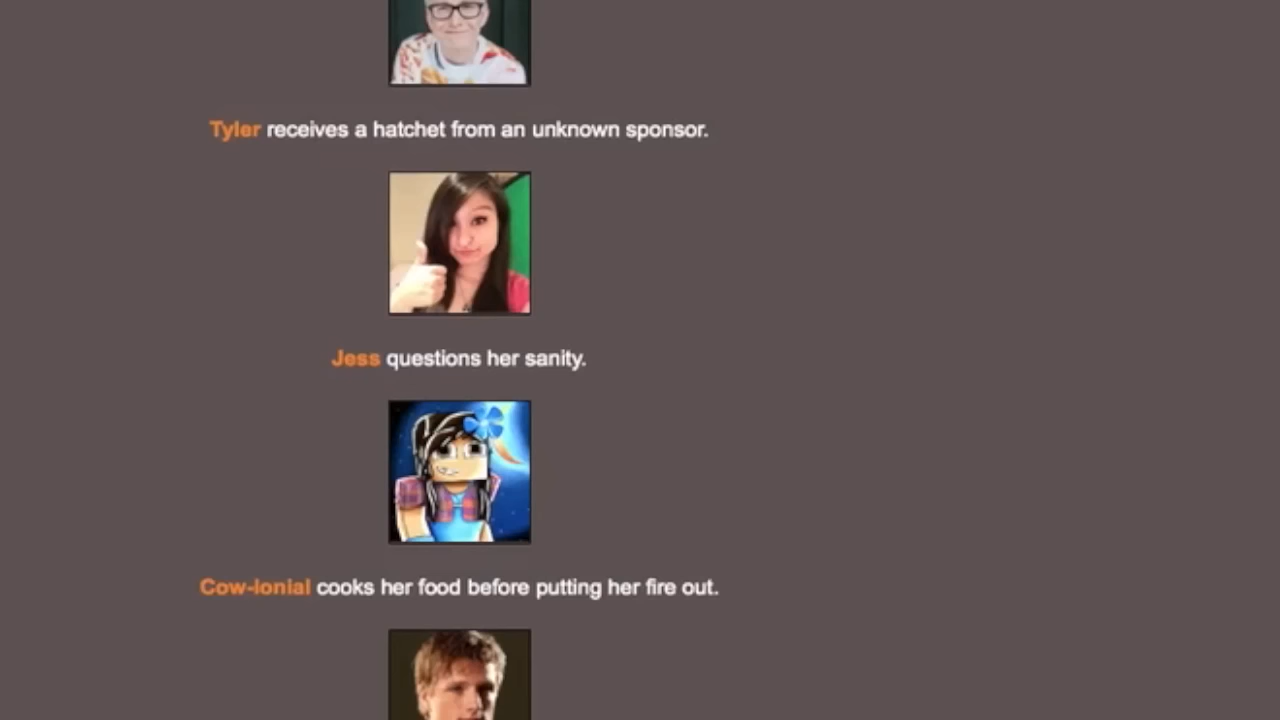 Tyler receives a hatchet from an unknown sponsor.
Jess questions her sanity.
Cow-lonial cooks her food before putting her fire out.